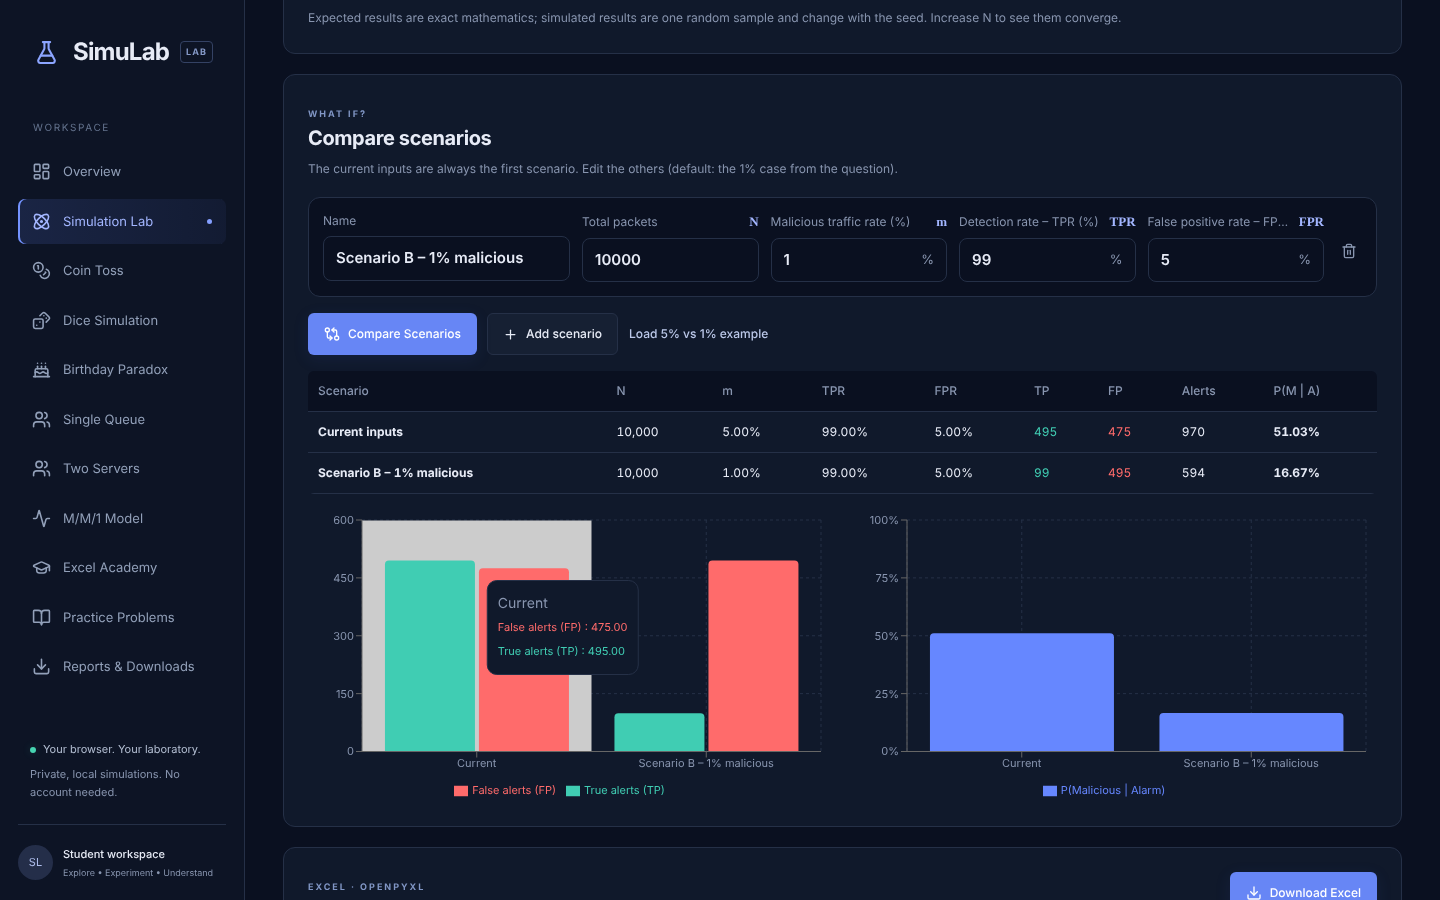 SimuLab LAB
WORKSPACE
Overview
Simulation Lab
Coin Toss
Dice Simulation
Birthday Paradox
Single Queue
Two Servers
M/M/1 Model
Excel Academy
Practice Problems
Reports & Downloads
Your browser. Your laboratory.
Private, local simulations. No
account needed.
SL
Student workspace
Explore • Experiment • Understand
Expected results are exact mathematics; simulated results are one random sample and change with the seed. Increase N to see them converge.
WHAT IF?
Compare scenarios
The current inputs are always the first scenario. Edit the others (default: the 1% case from the question).
Name Total packets N Malicious traffic rate (%) m Detection rate – TPR (%) TPR False positive rate – FP... FPR
Scenario B – 1% malicious 10000 1 % 99 % 5 %
Compare Scenarios Add scenario Load 5% vs 1% example
Scenario N m TPR FPR TP FP Alerts P(M | A)
Current inputs 10,000 5.00% 99.00% 5.00% 495 475 970 51.03%
Scenario B – 1% malicious 10,000 1.00% 99.00% 5.00% 99 495 594 16.67%
600
450
300
150
0
Current
False alerts (FP) : 475.00
True alerts (TP) : 495.00
Current Scenario B – 1% malicious
False alerts (FP) True alerts (TP)
100%
75%
50%
25%
0%
Current Scenario B – 1% malicious
P(Malicious | Alarm)
EXCEL · OPENPYXL
Download Excel